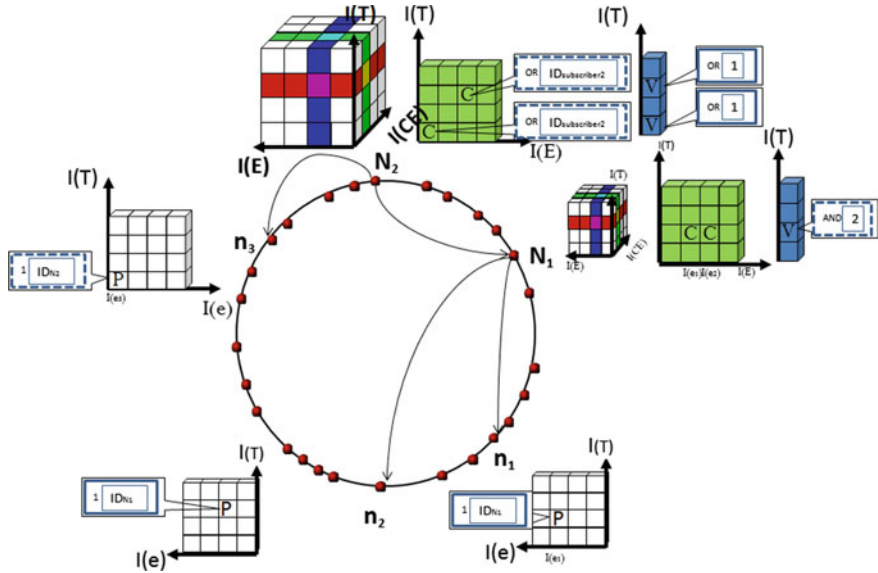 I(T)
I(CE)
I(E)
I(T)
C
C
OR IDsubscriber2
OR IDsubscriber2
I(E)
I(T)
V
V
OR 1
OR 1
I(T)
I(CE)
I(E)
I(T)
C C
I(es) I(e2) I(E)
I(T)
V
AND 2
N2
N1
n3
I(T)
1 IDN2
P
I(es)
I(e)
n1
n2
I(T)
1 IDN1
P
I(e)
I(T)
1 IDN1
P
I(e)
I(es)